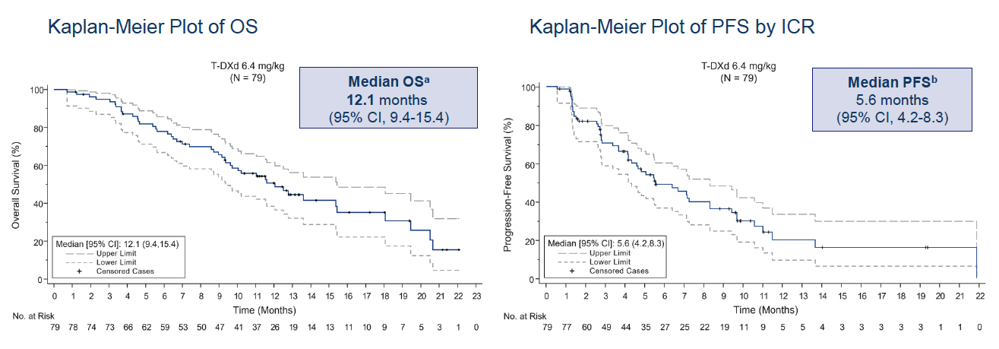 Kaplan-Meier Plot of OS
T-DXd 6.4 mg/kg
(N = 79)
Median OSᵃ
12.1 months
(95% CI, 9.4-15.4)
Overall Survival (%)
100
80
60
40
20
0
Median [95% CI]: 12.1 (9.4,15.4)
Upper Limit
Lower Limit
Censored Cases
0 1 2 3 4 5 6 7 8 9 10 11 12 13 14 15 16 17 18 19 20 21 22 23
Time (Months)
No. at Risk
79 78 74 73 66 62 59 53 50 47 41 37 26 19 14 13 11 10 9 7 5 3 1 0
Kaplan-Meier Plot of PFS by ICR
T-DXd 6.4 mg/kg
(N = 79)
Median PFSᵇ
5.6 months
(95% CI, 4.2-8.3)
Progression-Free Survival (%)
100
80
60
40
20
0
Median [95% CI]: 5.6 (4.2,8.3)
Upper Limit
Lower Limit
Censored Cases
0 1 2 3 4 5 6 7 8 9 10 11 12 13 14 15 16 17 18 19 20 21 22
Time (Months)
No. at Risk
79 77 60 49 44 35 27 25 22 19 11 9 5 5 4 3 3 3 3 3 1 1 0